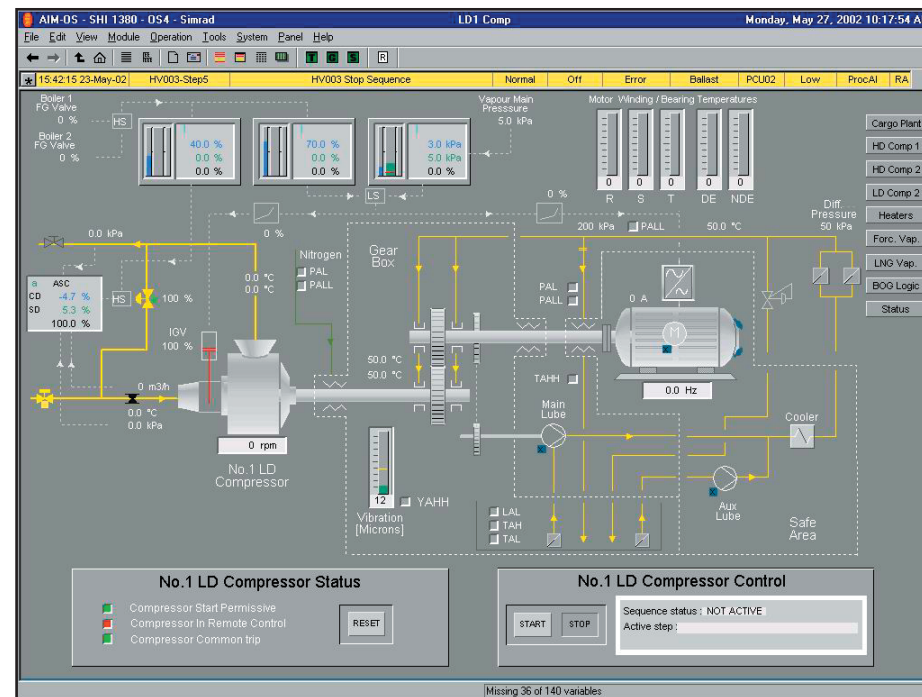 AIM-OS - SHI 1380 - OS4 - Simrad LD1 Comp Monday, May 27, 2002 10:17:54 A
File Edit View Module Operation Tools System Panel Help
T C S R
* 15:42:15 23-May-02 HV003-Step5 HV003 Stop Sequence Normal Off Error Ballast PCU02 Low ProcAl RA
Boiler 1
FG Valve
0 %
HS
Boiler 2
FG Valve
0 %
40.0 %
0.0 %
0.0 %
70.0 %
0.0 %
0.0 %
3.0 kPa
5.0 kPa
0.0 %
Vapour Main
Presssure
5.0 kPa
Motor Winding / Bearing Temperatures
0 0 0 0 0
R S T DE NDE
Cargo Plant
HD Comp 1
HD Comp 2
LD Comp 2
Heaters
Forc. Vap.
LNG Vap.
BOG Logic
Status
LS
0 %
0 %
Diff.
Pressure
50 kPa
200 kPa PALL 50.0 °C
0.0 kPa
Nitrogen
PAL
PALL
Gear
Box
0.0 °C
0.0 °C
PAL
PALL
0 A
M
a ASC
CD -4.7 %
SD 5.3 %
100.0 %
HS
100 %
IGV
100 %
50.0 °C
50.0 °C
TAHH
0.0 Hz
0 m3/h
0.0 °C
0.0 kPa
Main
Lube
Cooler
0 rpm
No.1 LD
Compressor
12
YAHH
Vibration
[Microns]
LAL
TAH
TAL
Aux
Lube
Safe
Area
No.1 LD Compressor Status
Compressor Start Permissive
Compressor In Remote Control
Compressor Common trip
RESET
No.1 LD Compressor Control
START STOP
Sequence status : NOT ACTIVE
Active step :
Missing 36 of 140 variables